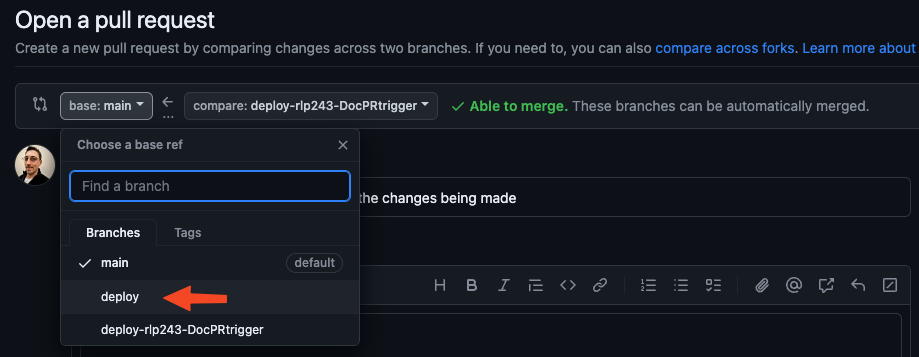 Open a pull request
Create a new pull request by comparing changes across two branches. If you need to, you can also compare across forks. Learn more about
base: main
compare: deploy-rlp243-DocPRtrigger
Able to merge. These branches can be automatically merged.
Choose a base ref
Find a branch
the changes being made
Branches Tags
main default
deploy
deploy-rlp243-DocPRtrigger